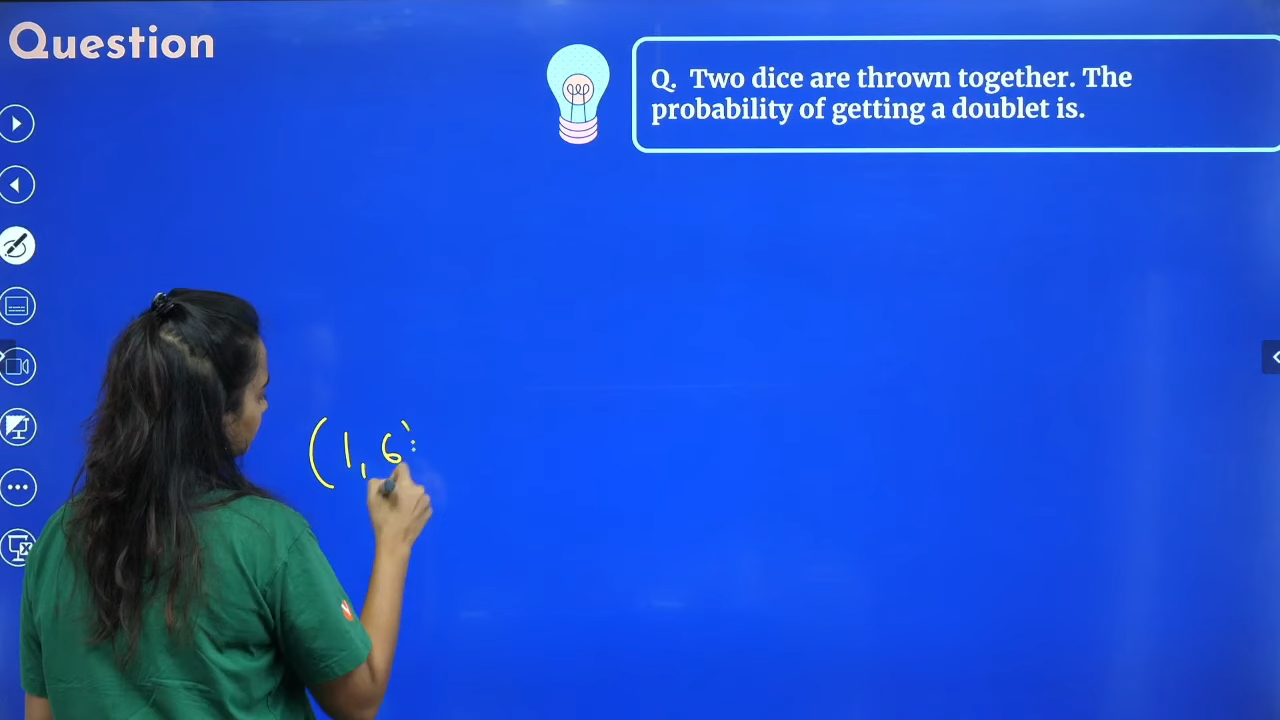 Question
Q. Two dice are thrown together. The
probability of getting a doublet is.
(1,6)